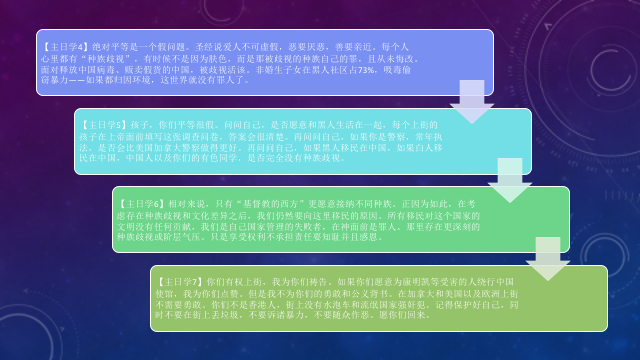 【主日学4】绝对平等是一个假问题。圣经说爱人不可虚假，恶要厌恶，善要亲近。每个人
心里都有“种族歧视”，有时候不是因为肤色，而是那被歧视的种族自己的罪，且从未悔改。
面对释放中国病毒、贩卖假货的中国，被歧视活该。非婚生子女在黑人社区占73%，吸毒偷
窃暴力——如果都归因环境，这世界就没有罪人了。
【主日学5】孩子，你们平等很假。问问自己，是否愿意和黑人生活在一起，每个上街的
孩子在上帝面前填写这张调查问卷，答案会很清楚。再问问自己，如果你是警察，常年执
法，是否会比美国加拿大警察做得更好。再问问自己，如果黑人移民在中国，如果白人移
民在中国，中国人以及你们的有色同学，是否完全没有种族歧视。
【主日学6】相对来说，只有“基督教的西方”更愿意接纳不同种族。正因为如此，在考
虑存在种族歧视和文化差异之后，我们仍然要向这里移民的原因。所有移民对这个国家的
文明没有任何贡献。我们是自己国家管理的失败者，在神面前是罪人。那里存在更深刻的
种族歧视或阶层气压。只是享受权利不承担责任要知耻并且感恩。
【主日学7】你们有权上街，我为你们祷告。如果你们愿意为康明凯等受害的人绕行中国
使馆，我为你们点赞。但是我不为你们的勇敢和公义背书。在加拿大和美国以及欧洲上街
不需要勇敢。你们不是香港人，街上没有水泡车和流氓国家强奸犯。记得保护好自己，同
时不要在街上丢垃圾，不要诉诸暴力，不要随众作恶。愿你们回来。